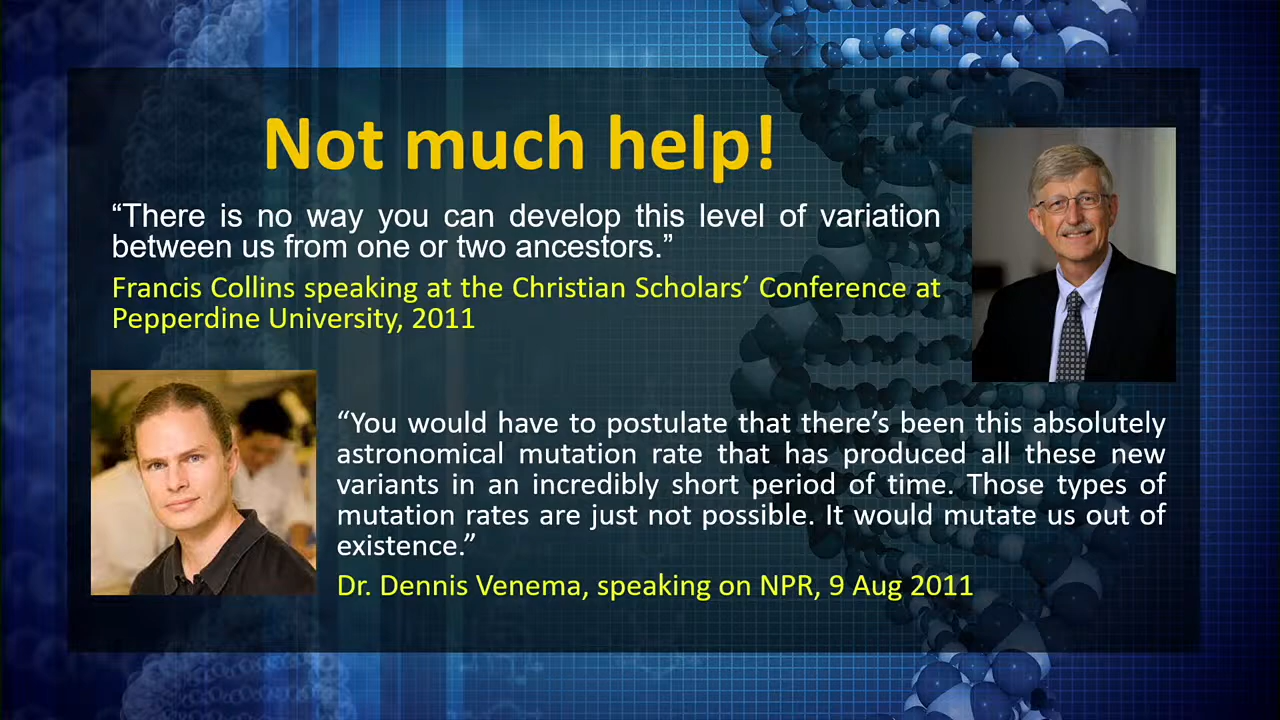 Not much help!
“There is no way you can develop this level of variation
between us from one or two ancestors.”
Francis Collins speaking at the Christian Scholars’ Conference at
Pepperdine University, 2011
“You would have to postulate that there’s been this absolutely
astronomical mutation rate that has produced all these new
variants in an incredibly short period of time. Those types of
mutation rates are just not possible. It would mutate us out of
existence.”
Dr. Dennis Venema, speaking on NPR, 9 Aug 2011